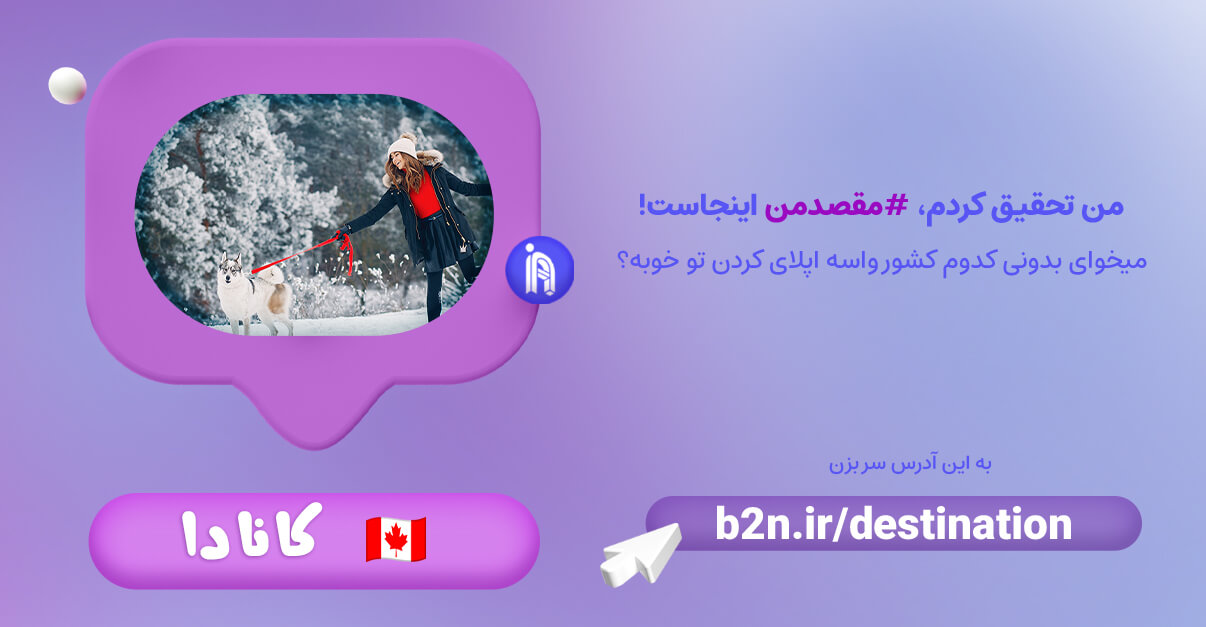 من تحقیق کردم، #مقصدمن اینجاست!
میخوای بدونی کدوم کشور واسه اپلای کردن تو خوبه؟
به این آدرس سر بزن
b2n.ir/destination
کانادا